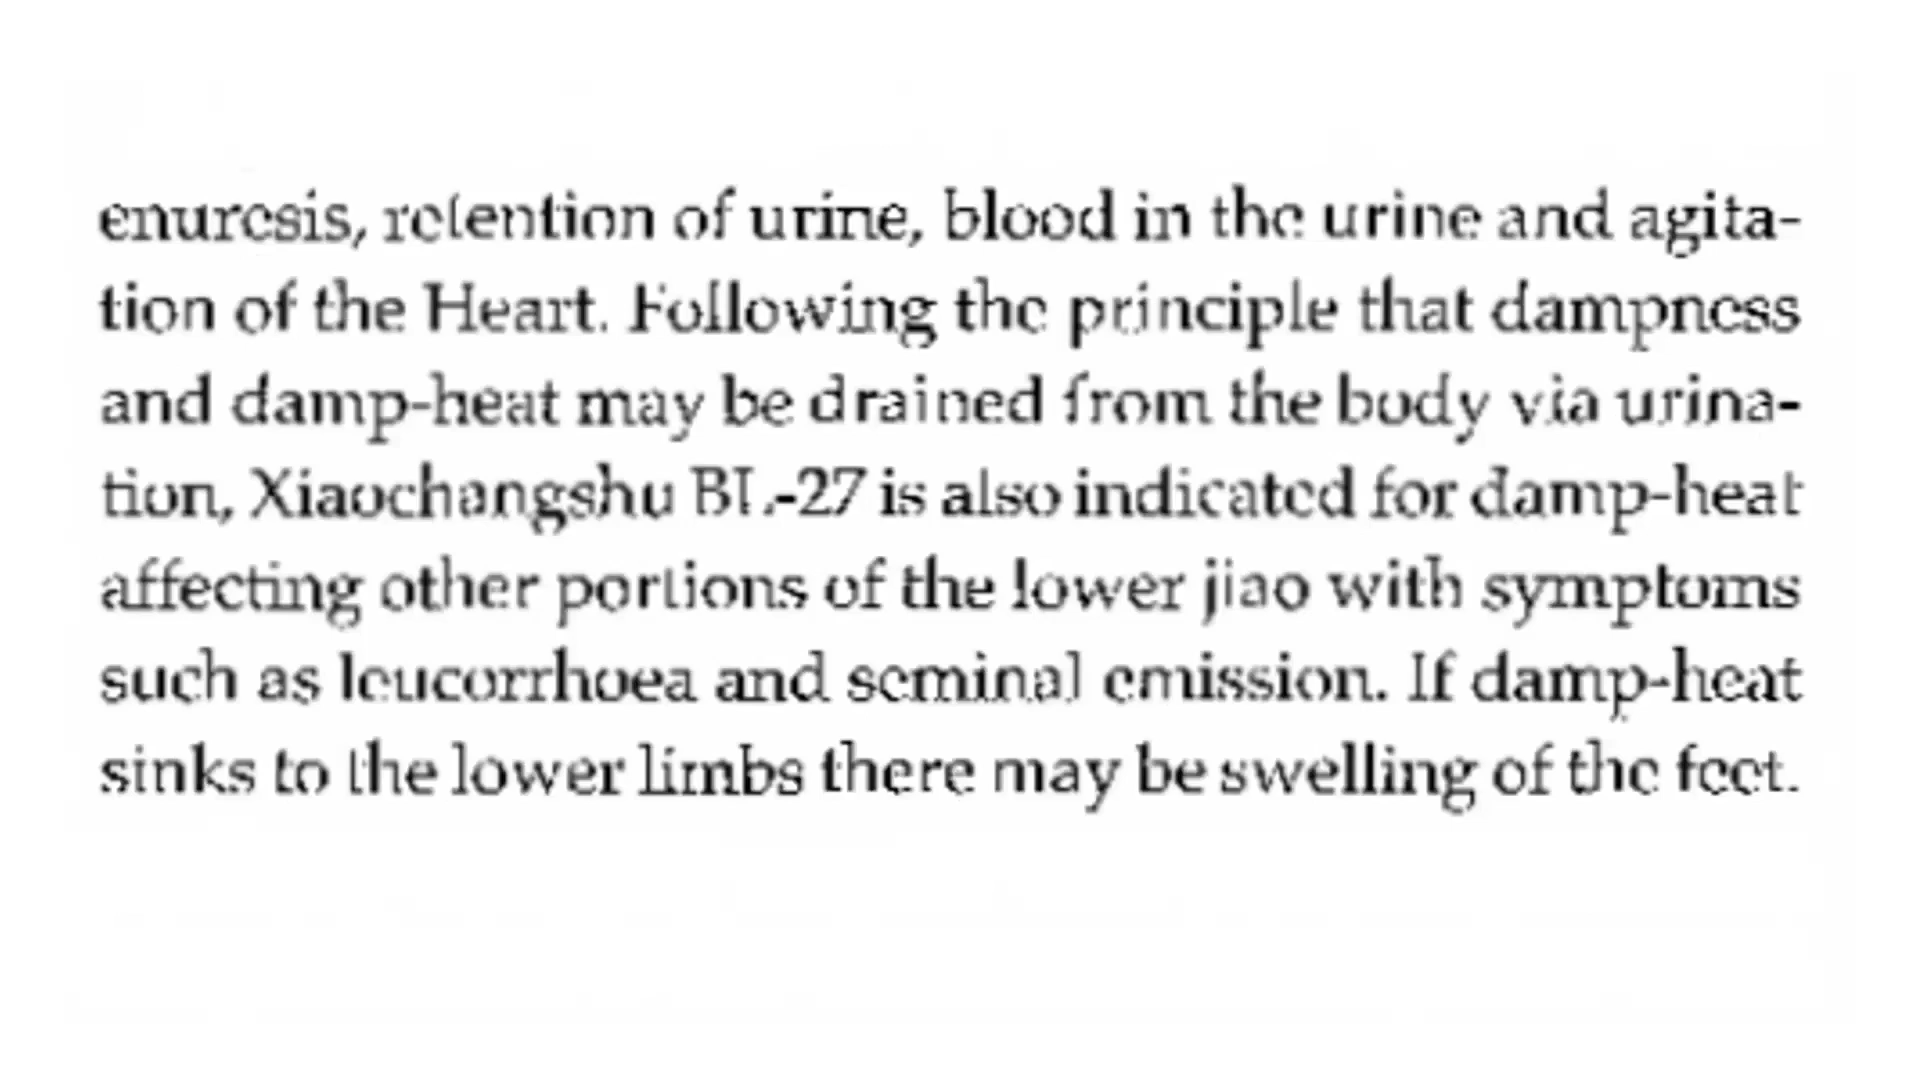 enuresis, retention of urine, blood in the urine and agita-
tion of the Heart. Following the principle that dampness
and damp-heat may be drained from the body via urina-
tion, Xiaochangshu BL-27 is also indicated for damp-heat
affecting other portions of the lower jiao with symptoms
such as leucorrhoea and seminal emission. If damp-heat
sinks to the lower limbs there may be swelling of the feet.